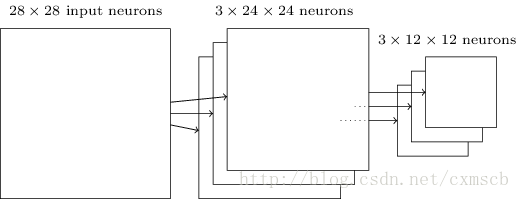 28 × 28 input neurons
3 × 24 × 24 neurons
3 × 12 × 12 neurons
http://blog.csdn.net/cxmscb